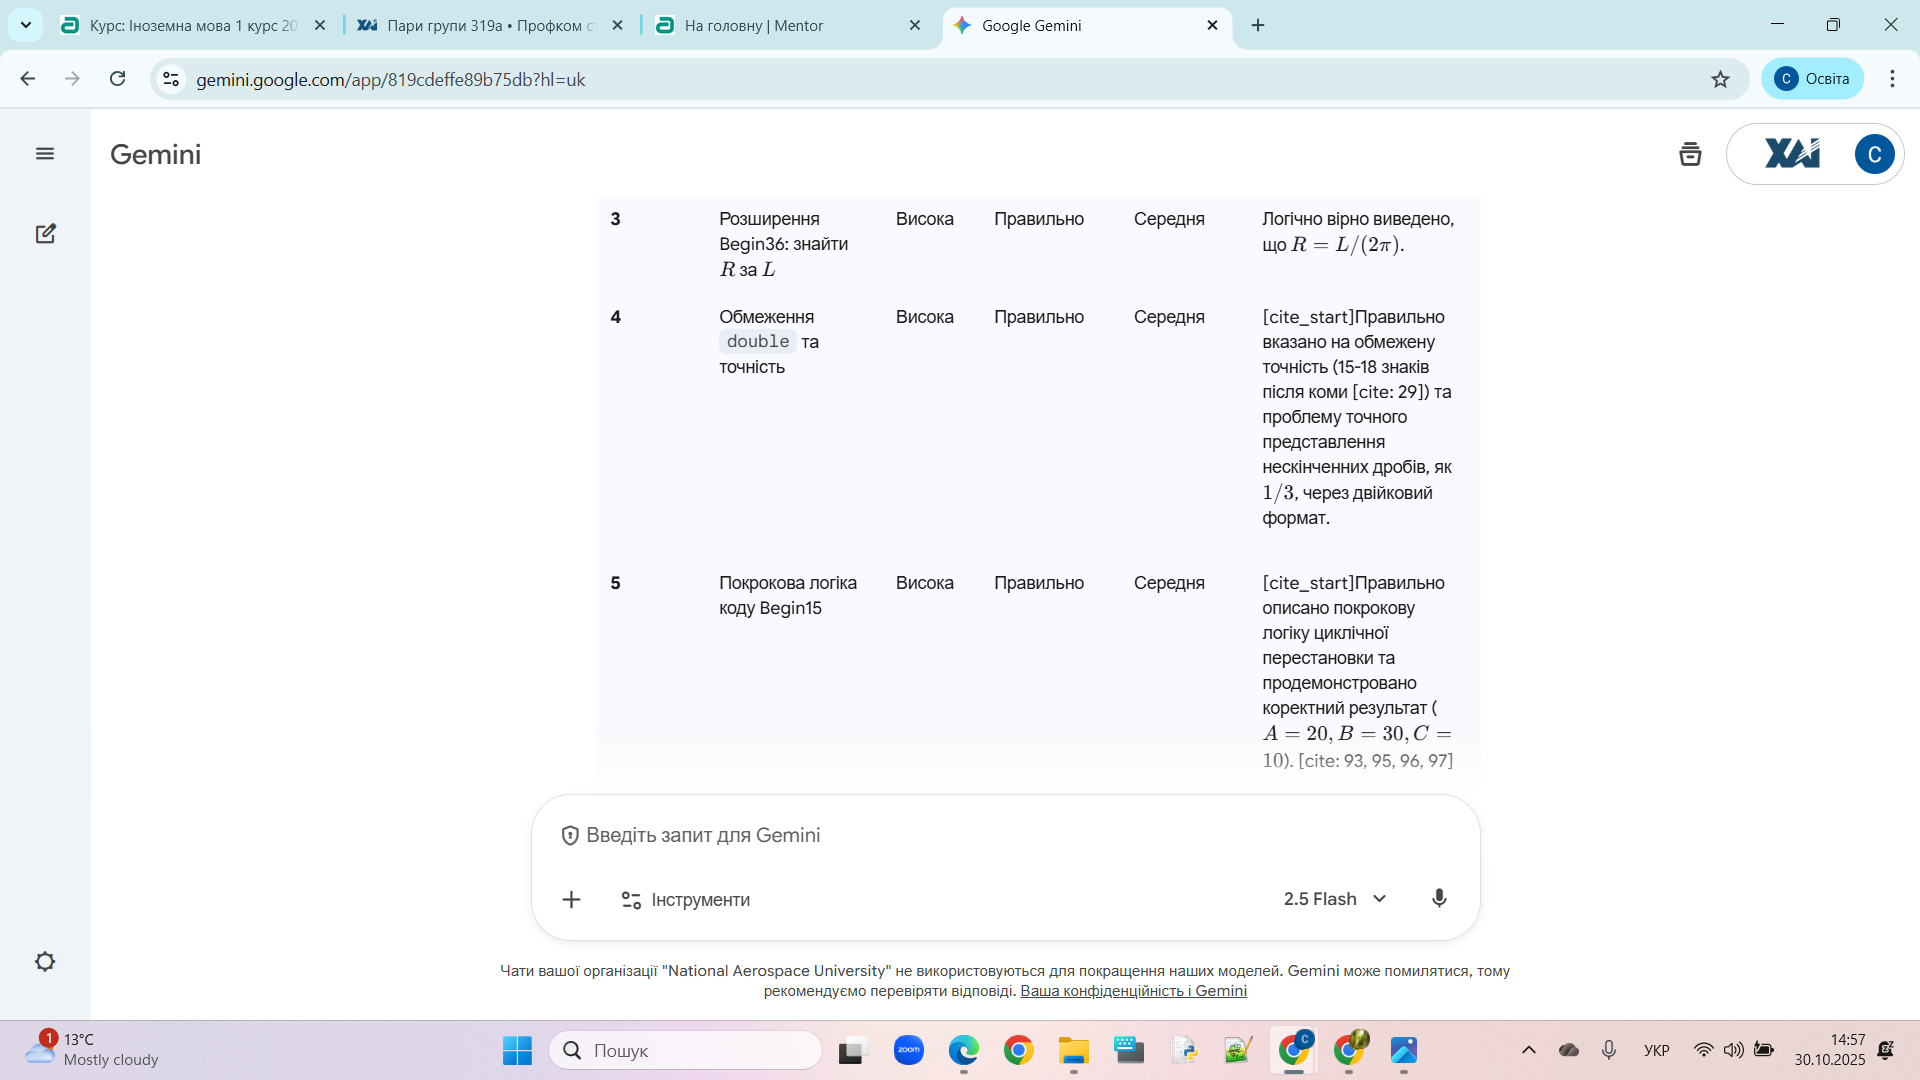 Курс: Іноземна мова 1 курс 20
Пари групи 319а • Профком ст
На головну | Mentor
Google Gemini
gemini.google.com/app/819cdeffe89b75db?hl=uk
С Освіта
Gemini
XAI
С
3 Розширення Begin36: знайти R за L Висока Правильно Середня Логічно вірно виведено, що R = L/(2π).
4 Обмеження double та точність Висока Правильно Середня [cite_start]Правильно вказано на обмежену точність (15-18 знаків після коми [cite: 29]) та проблему точного представлення нескінченних дробів, як 1/3, через двійковий формат.
5 Покрокова логіка коду Begin15 Висока Правильно Середня [cite_start]Правильно описано покрокову логіку циклічної перестановки та продемонстровано коректний результат ( A = 20, B = 30, C = 10). [cite: 93, 95, 96, 97]
Введіть запит для Gemini
Інструменти
2.5 Flash
Чати вашої організації "National Aerospace University" не використовуються для покращення наших моделей. Gemini може помилятися, тому
рекомендуємо перевіряти відповіді. Ваша конфіденційність і Gemini
1
13°C
Mostly cloudy
Пошук
zoom
С
УКР
14:57
30.10.2025